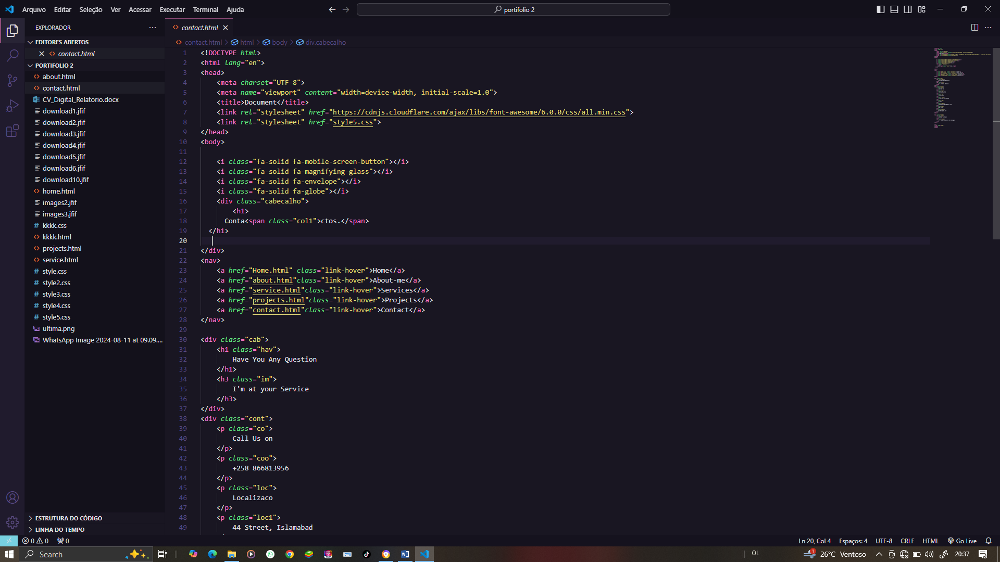 Arquivo Editar Seleção Ver Acessar Executar Terminal Ajuda
portifolio 2
EXPLORADOR
EDITORES ABERTOS
contact.html
PORTIFOLIO 2
about.html
contact.html
CV_Digital_Relatorio.docx
download1.jfif
download2.jfif
download3.jfif
download4.jfif
download5.jfif
download6.jfif
download10.jfif
home.html
images2.jfif
images3.jfif
kkkk.css
kkkk.html
projects.html
service.html
style.css
style2.css
style3.css
style4.css
style5.css
ultima.png
WhatsApp Image 2024-08-11 at 09.09....
ESTRUTURA DO CÓDIGO
LINHA DO TEMPO
contact.html
contact.html > html > body > div.cabecalho
1 <!DOCTYPE html>
2 <html lang="en">
3 <head>
4 <meta charset="UTF-8">
5 <meta name="viewport" content="width=device-width, initial-scale=1.0">
6 <title>Document</title>
7 <link rel="stylesheet" href="https://cdnjs.cloudflare.com/ajax/libs/font-awesome/6.0.0/css/all.min.css">
8 <link rel="stylesheet" href="style5.css">
9 </head>
10 <body>
11
12 <i class="fa-solid fa-mobile-screen-button"></i>
13 <i class="fa-solid fa-magnifying-glass"></i>
14 <i class="fa-solid fa-envelope"></i>
15 <i class="fa-solid fa-globe"></i>
16 <div class="cabecalho">
17 <h1>
18 Conta<span class="col1">ctos.</span>
19 </h1>
20
21 </div>
22 <nav>
23 <a href="Home.html" class="link-hover">Home</a>
24 <a href="about.html"class="link-hover">About-me</a>
25 <a href="service.html"class="link-hover">Services</a>
26 <a href="projects.html"class="link-hover">Projects</a>
27 <a href="contact.html"class="link-hover">Contact</a>
28 </nav>
29
30 <div class="cab">
31 <h1 class="hav">
32 Have You Any Question
33 </h1>
34 <h3 class="im">
35 I'm at your Service
36 </h3>
37 </div>
38 <div class="cont">
39 <p class="co">
40 Call Us on
41 </p>
42 <p class="coo">
43 +258 866813956
44 </p>
45 <p class="loc">
46 Localizaco
47 </p>
48 <p class="loc1">
49 44 Street, Islamabad
0 0 0
Ln 20, Col 4 Espaços: 4 UTF-8 CRLF HTML Go Live
Search
OL
1 26°C Ventoso 20:37